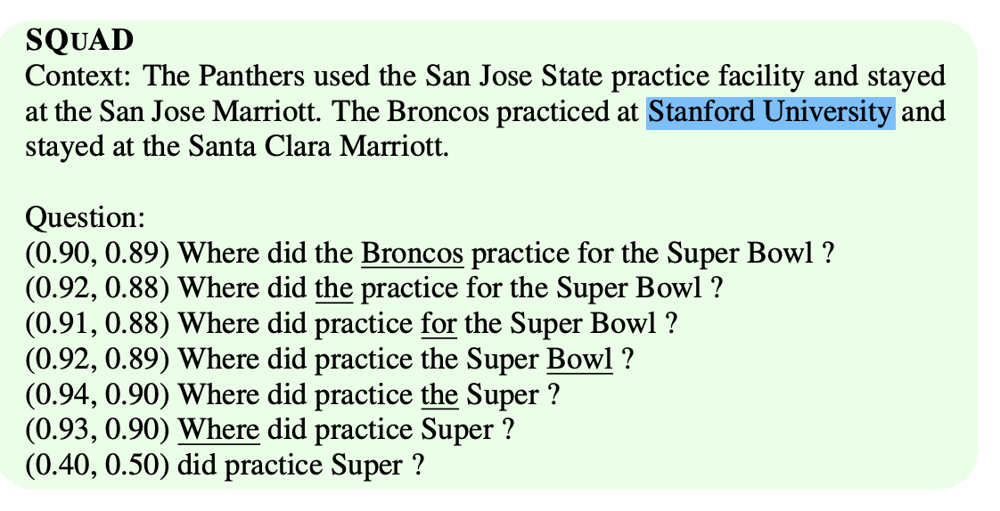 SQUAD
Context: The Panthers used the San Jose State practice facility and stayed
at the San Jose Marriott. The Broncos practiced at Stanford University and
stayed at the Santa Clara Marriott.
Question:
(0.90, 0.89) Where did the Broncos practice for the Super Bowl ?
(0.92, 0.88) Where did the practice for the Super Bowl ?
(0.91, 0.88) Where did practice for the Super Bowl ?
(0.92, 0.89) Where did practice the Super Bowl ?
(0.94, 0.90) Where did practice the Super ?
(0.93, 0.90) Where did practice Super ?
(0.40, 0.50) did practice Super ?